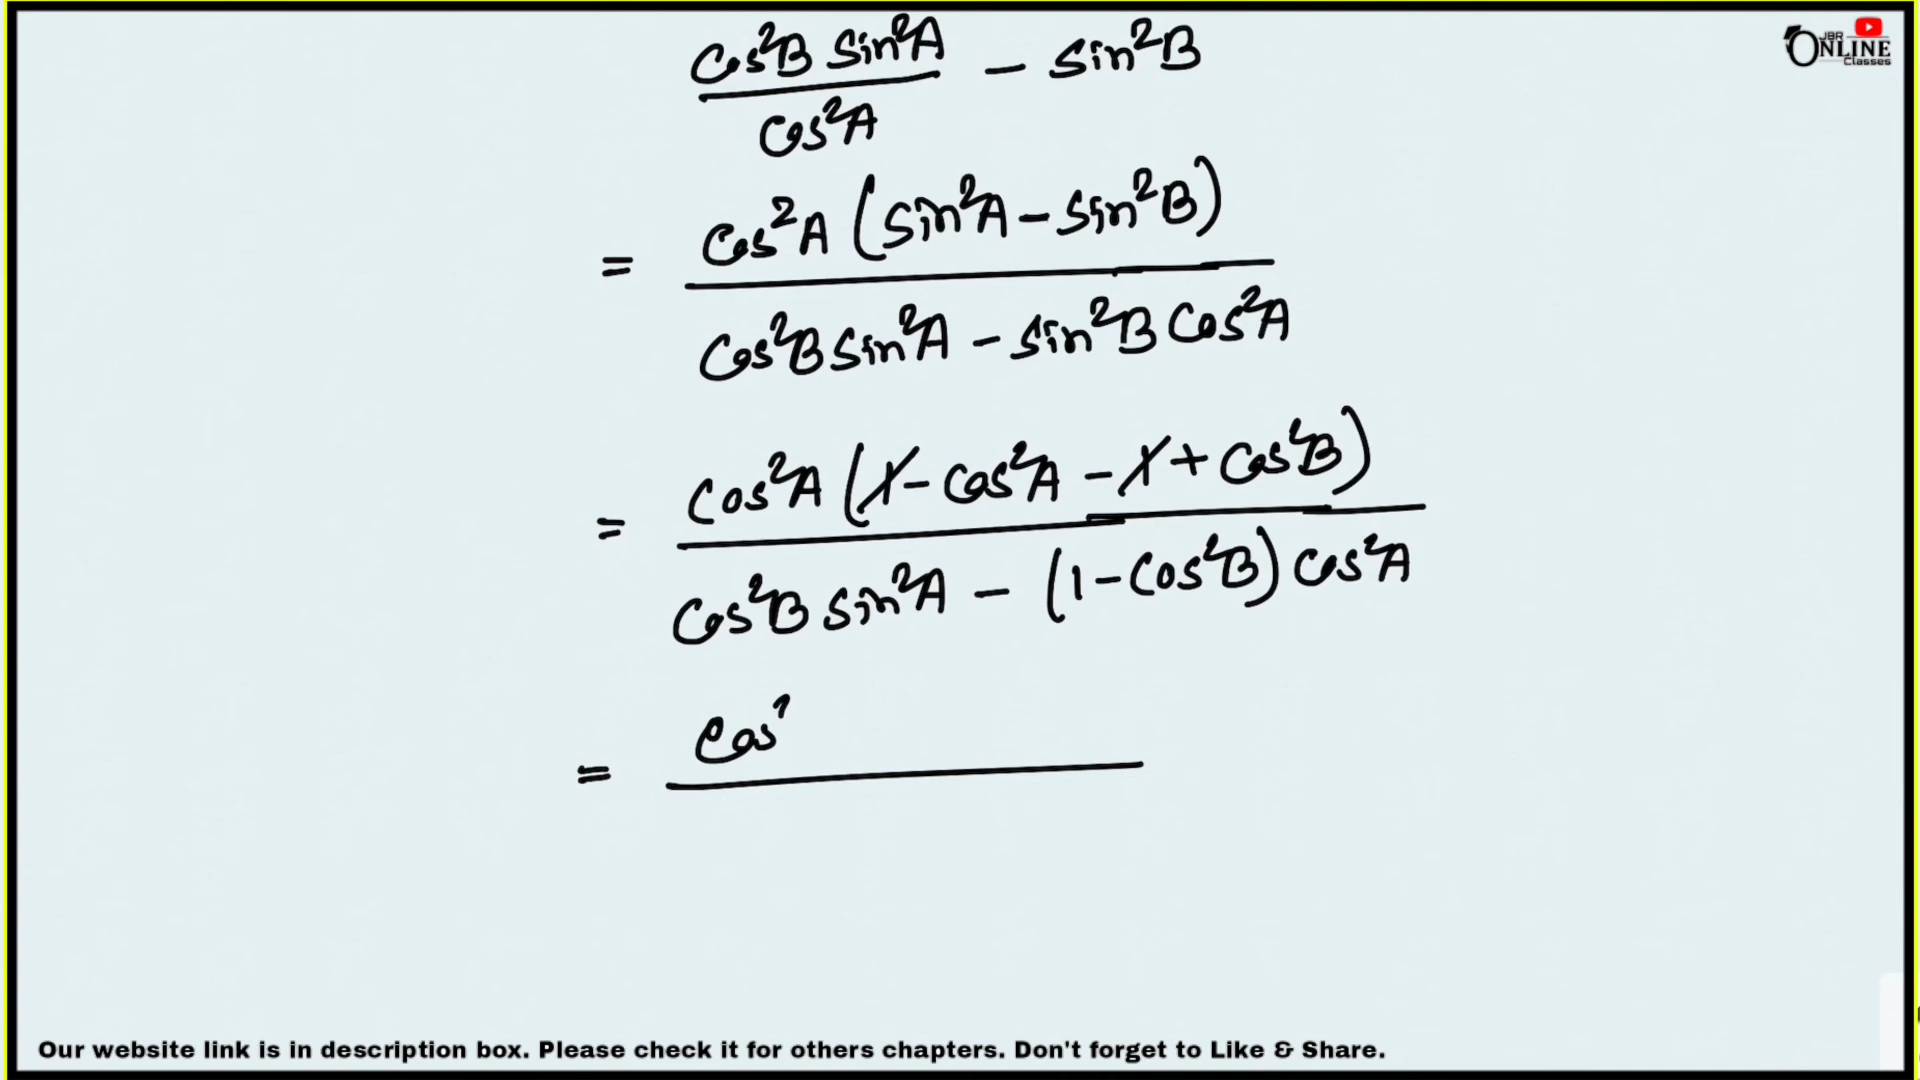 Cos²B Sin²A - Sin²B
Cos²A
= Cos²A (Sin²A - Sin²B)
Cos²B Sin²A - Sin²B Cos²A
= Cos²A (1 - Cos²A - 1 + Cos²B)
Cos²B Sin²A - (1 - Cos²B) Cos²A
= Cos²
JBR
ONLINE
Classes
Our website link is in description box. Please check it for others chapters. Don't forget to Like & Share.